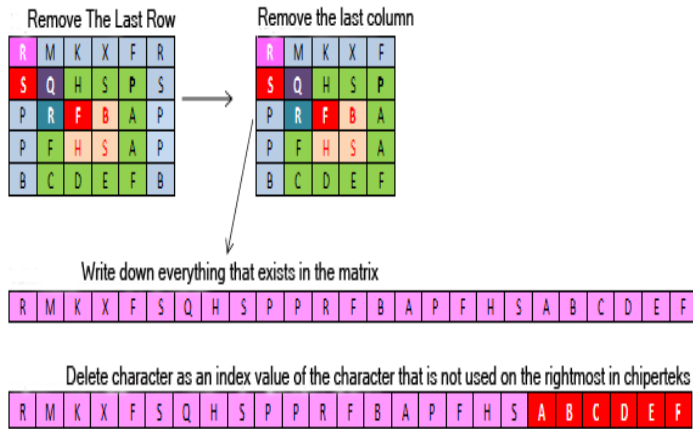 Remove The Last Row
Remove the last column
R M K X F R
S Q H S P S
P R F B A P
P F H S A P
B C D E F B
R M K X F
S Q H S P
P R F B A
P F H S A
B C D E F
Write down everything that exists in the matrix
R M K X F S Q H S P P R F B A P F H S A B C D E F
Delete character as an index value of the character that is not used on the rightmost in chiperteks
R M K X F S Q H S P P R F B A P F H S A B C D E F